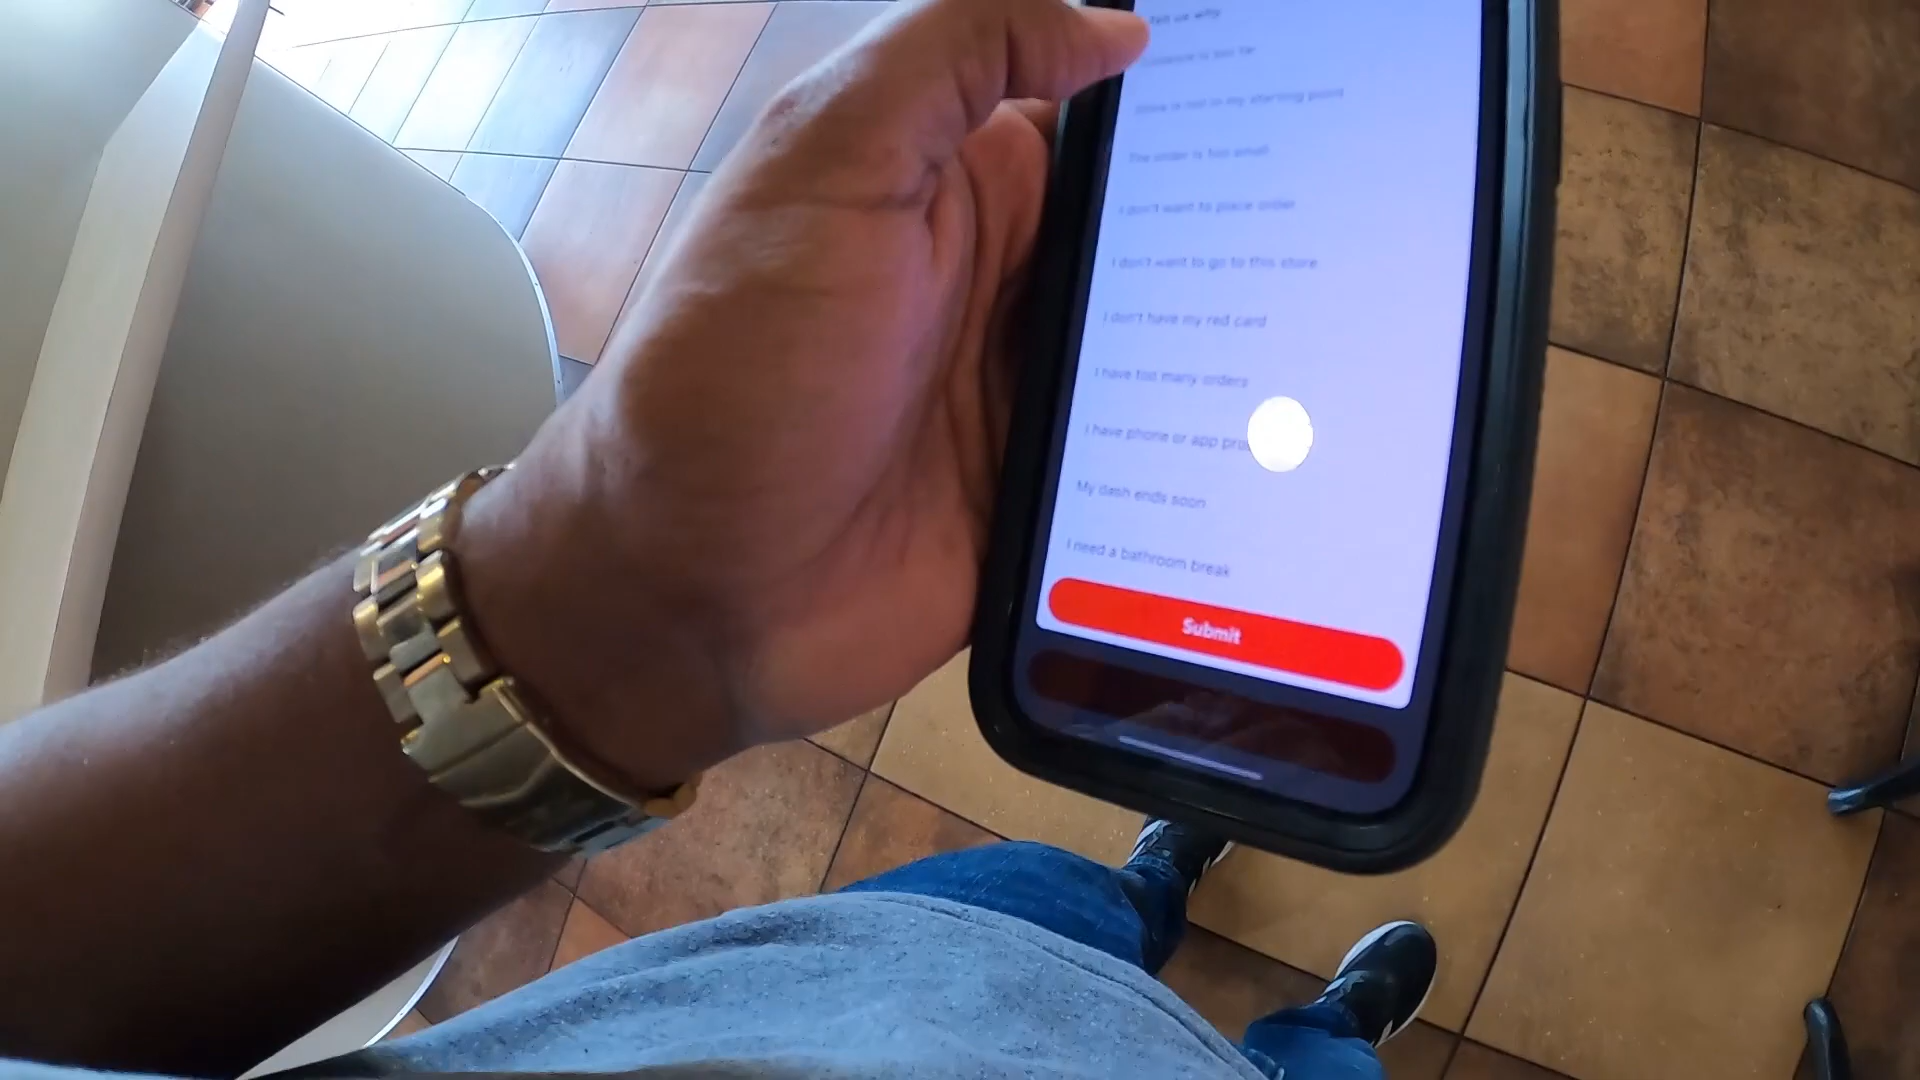 tell us why
is too far
Store is not in my starting point
The order is too small
I don't want to place order
I don't want to go to this store
I don't have my red card
I have too many orders
I have phone or app pro
My dash ends soon
I need a bathroom break
Submit